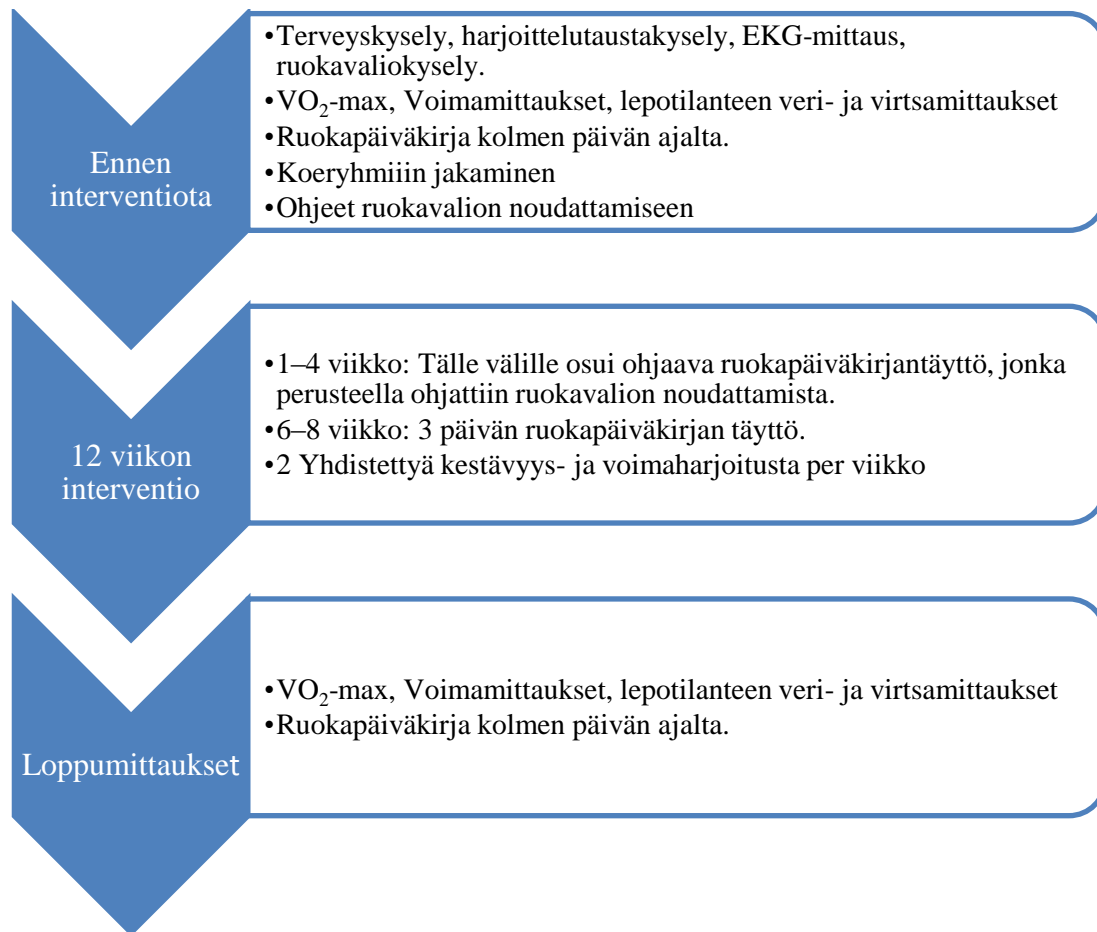 Ennen
interventiota
•Terveyskysely, harjoittelutaustakysely, EKG-mittaus,
ruokavaliokysely.
•VO₂-max, Voimamittaukset, lepotilanteen veri- ja virtsamittaukset
•Ruokapäiväkirja kolmen päivän ajalta.
•Koeryhmiiin jakaminen
•Ohjeet ruokavalion noudattamiseen
12 viikon
interventio
•1–4 viikko: Tälle välille osui ohjaava ruokapäiväkirjantäyttö, jonka
perusteella ohjattiin ruokavalion noudattamista.
•6–8 viikko: 3 päivän ruokapäiväkirjan täyttö.
•2 Yhdistettyä kestävyys- ja voimaharjoitusta per viikko
Loppumittaukset
•VO₂-max, Voimamittaukset, lepotilanteen veri- ja virtsamittaukset
•Ruokapäiväkirja kolmen päivän ajalta.